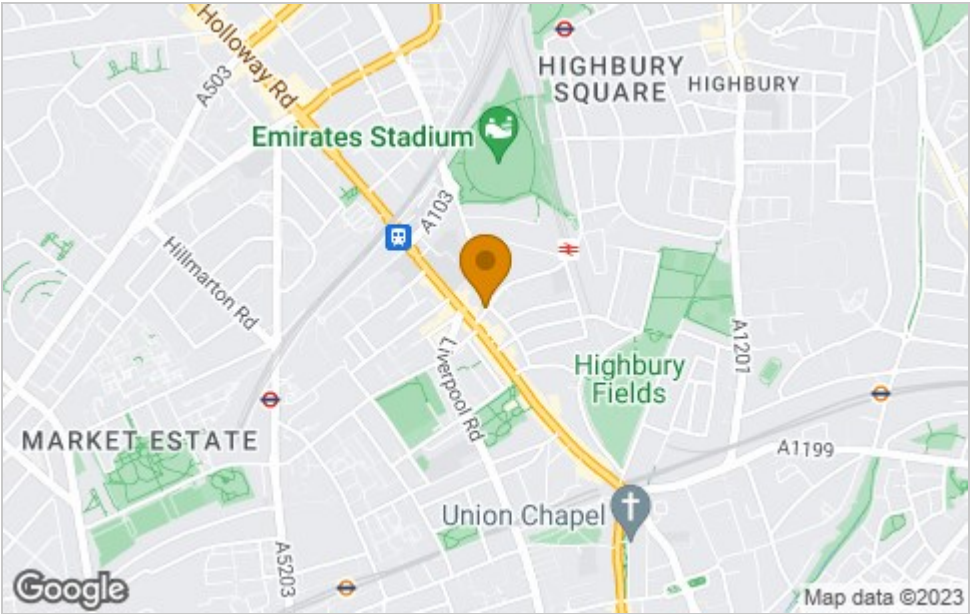 Holloway Rd
A503
HIGHBURY
SQUARE
HIGHBURY
Emirates Stadium
A103
Hillmarton Rd
A1201
Liverpool Rd
Highbury
Fields
MARKET ESTATE
A1199
Union Chapel
A5203
Google
Map data ©2023